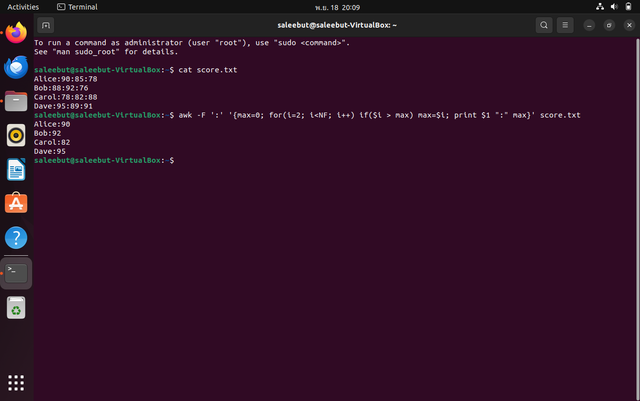 Activities
Terminal
พ.ย. 18 20:09
saleebut@saleebut-VirtualBox: ~
To run a command as administrator (user "root"), use "sudo <command>".
See "man sudo_root" for details.
saleebut@saleebut-VirtualBox:~$ cat score.txt
Alice:90:85:78
Bob:88:92:76
Carol:78:82:88
Dave:95:89:91
saleebut@saleebut-VirtualBox:~$ awk -F ':' '{max=0; for(i=2; i<NF; i++) if($i > max) max=$i; print $1 ":" max}' score.txt
Alice:90
Bob:92
Carol:82
Dave:95
saleebut@saleebut-VirtualBox:~$